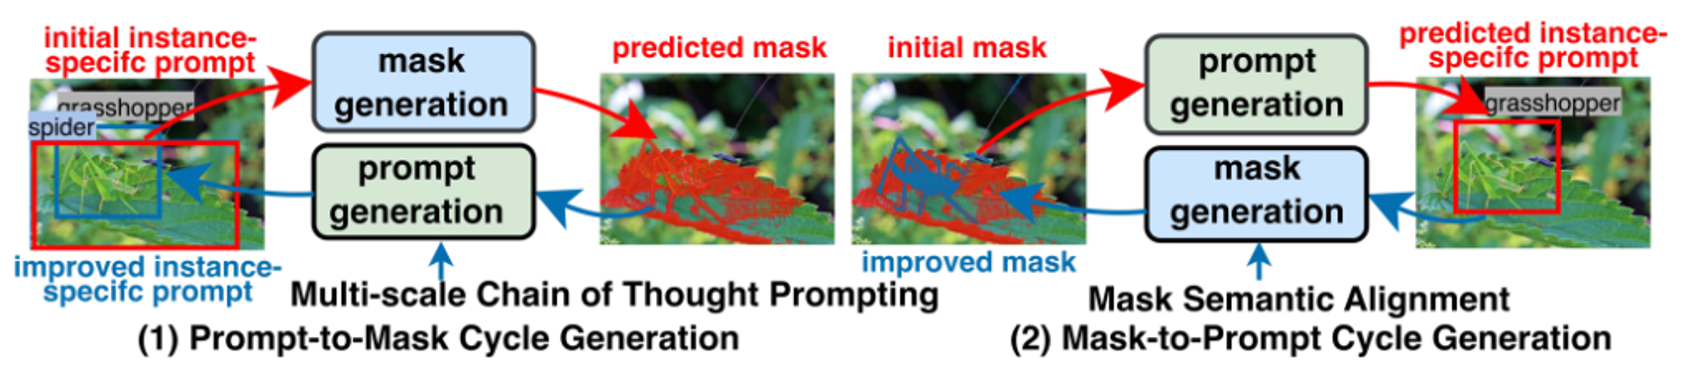 initial instance-
specifc prompt
grasshopper
spider
improved instance-
specifc prompt
mask
generation
prompt
generation
predicted mask
Multi-scale Chain of Thought Prompting
(1) Prompt-to-Mask Cycle Generation
initial mask
improved mask
prompt
generation
mask
generation
predicted instance-
specifc prompt
grasshopper
Mask Semantic Alignment
(2) Mask-to-Prompt Cycle Generation